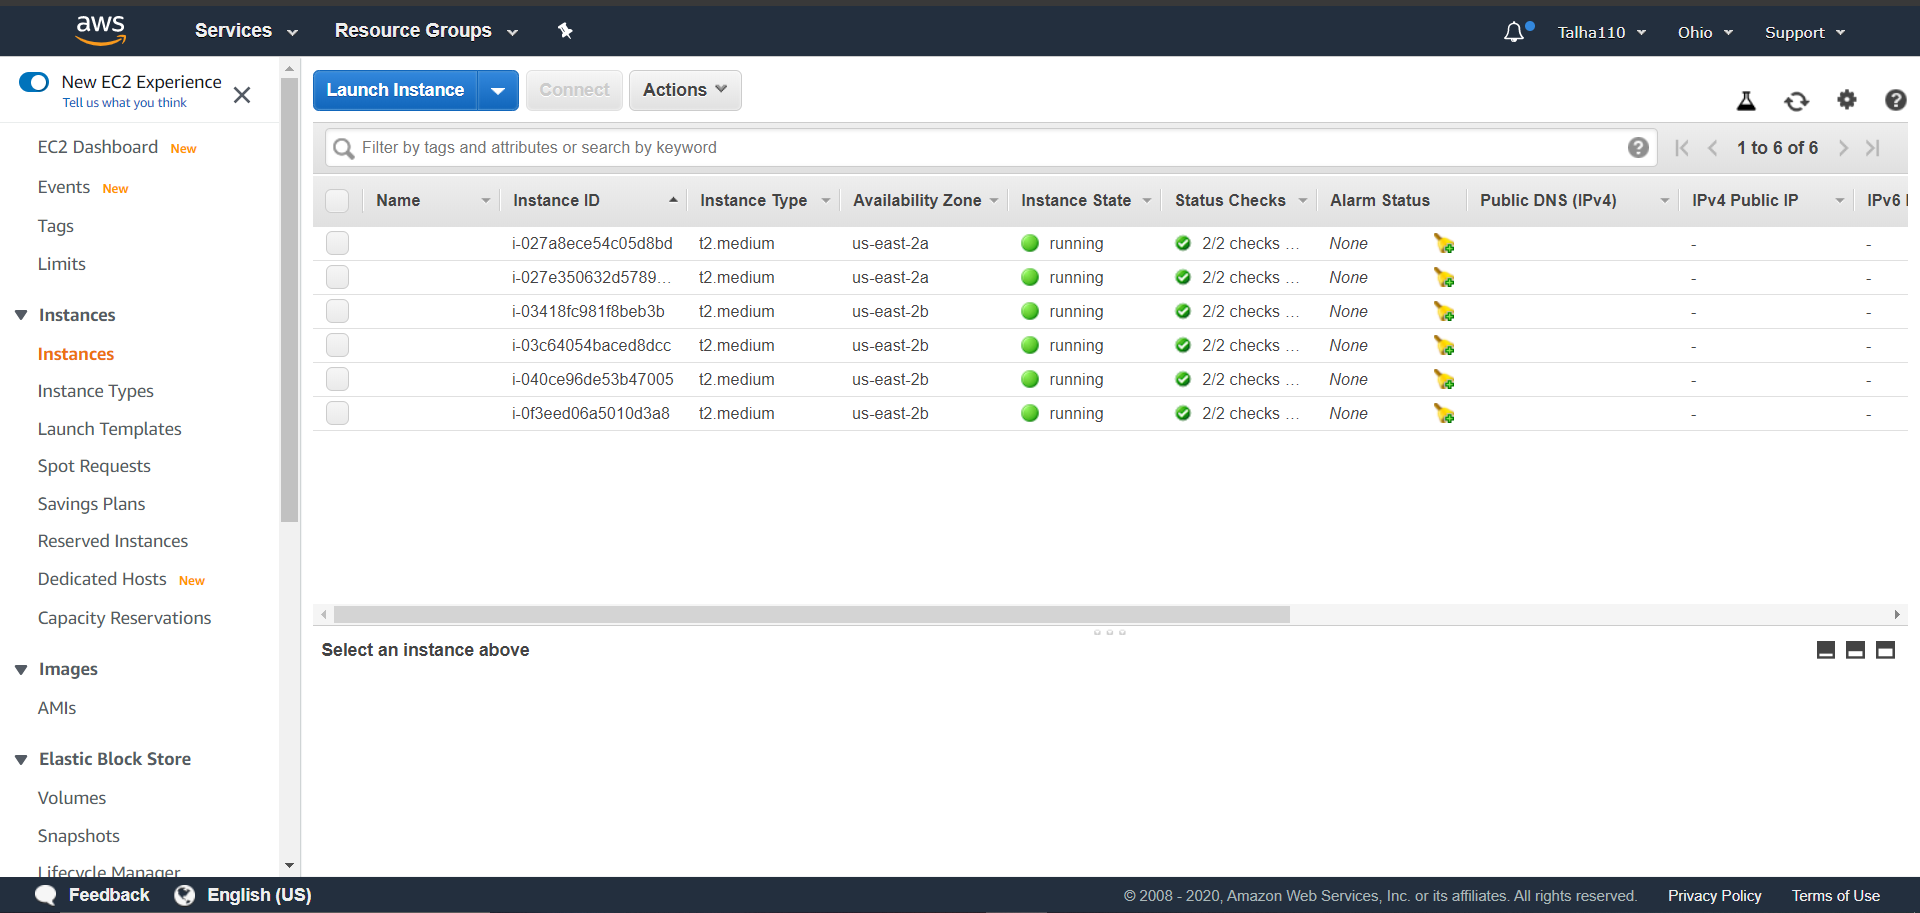 aws Services Resource Groups Talha110 Ohio Support
New EC2 Experience
Tell us what you think
EC2 Dashboard New
Events New
Tags
Limits
Instances
Instances
Instance Types
Launch Templates
Spot Requests
Savings Plans
Reserved Instances
Dedicated Hosts New
Capacity Reservations
Images
AMIs
Elastic Block Store
Volumes
Snapshots
Lifecycle Manager
Launch Instance Connect Actions
Filter by tags and attributes or search by keyword 1 to 6 of 6
Name Instance ID Instance Type Availability Zone Instance State Status Checks Alarm Status Public DNS (IPv4) IPv4 Public IP IPv6
i-027a8ece54c05d8bd t2.medium us-east-2a running 2/2 checks ... None - -
i-027e350632d5789... t2.medium us-east-2a running 2/2 checks ... None - -
i-03418fc981f8beb3b t2.medium us-east-2b running 2/2 checks ... None - -
i-03c64054baced8dcc t2.medium us-east-2b running 2/2 checks ... None - -
i-040ce96de53b47005 t2.medium us-east-2b running 2/2 checks ... None - -
i-0f3eed06a5010d3a8 t2.medium us-east-2b running 2/2 checks ... None - -
Select an instance above
Feedback English (US) © 2008 - 2020, Amazon Web Services, Inc. or its affiliates. All rights reserved. Privacy Policy Terms of Use